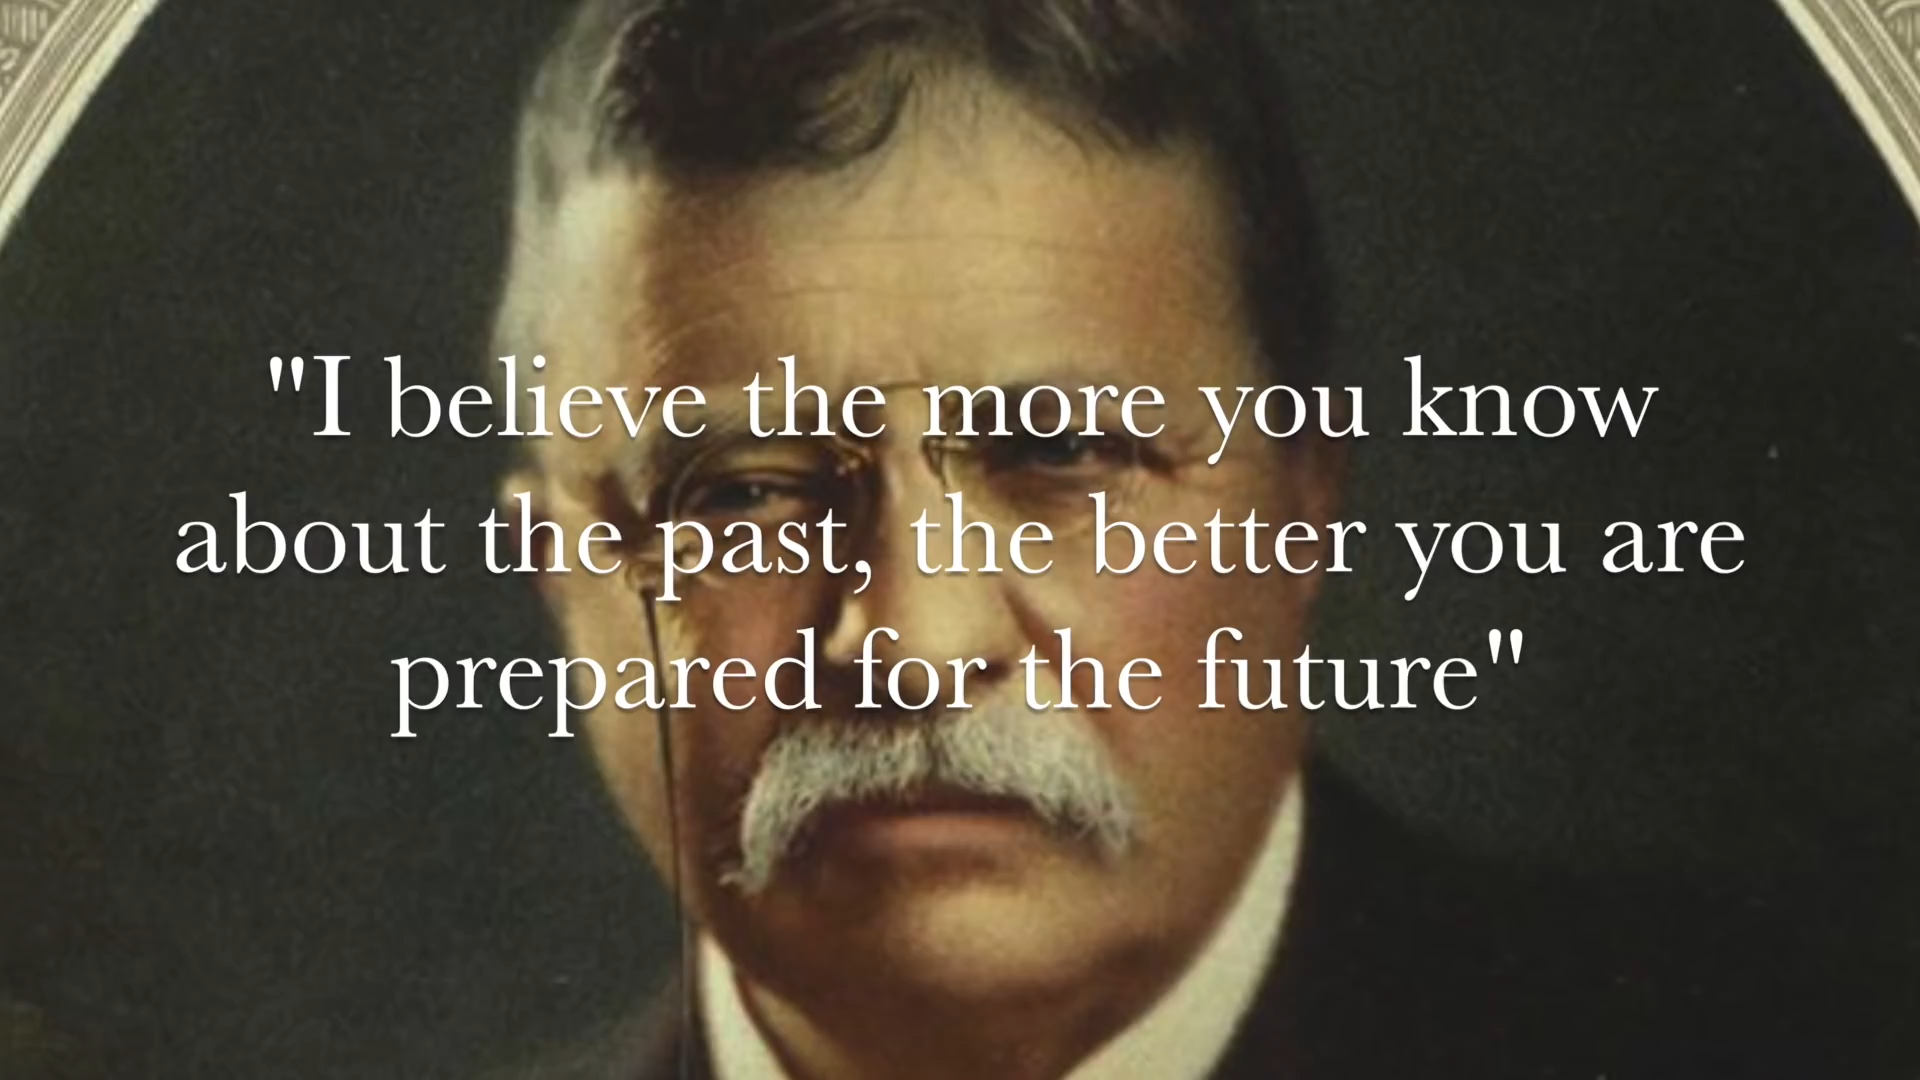 "I believe the more you know
about the past, the better you are
prepared for the future"